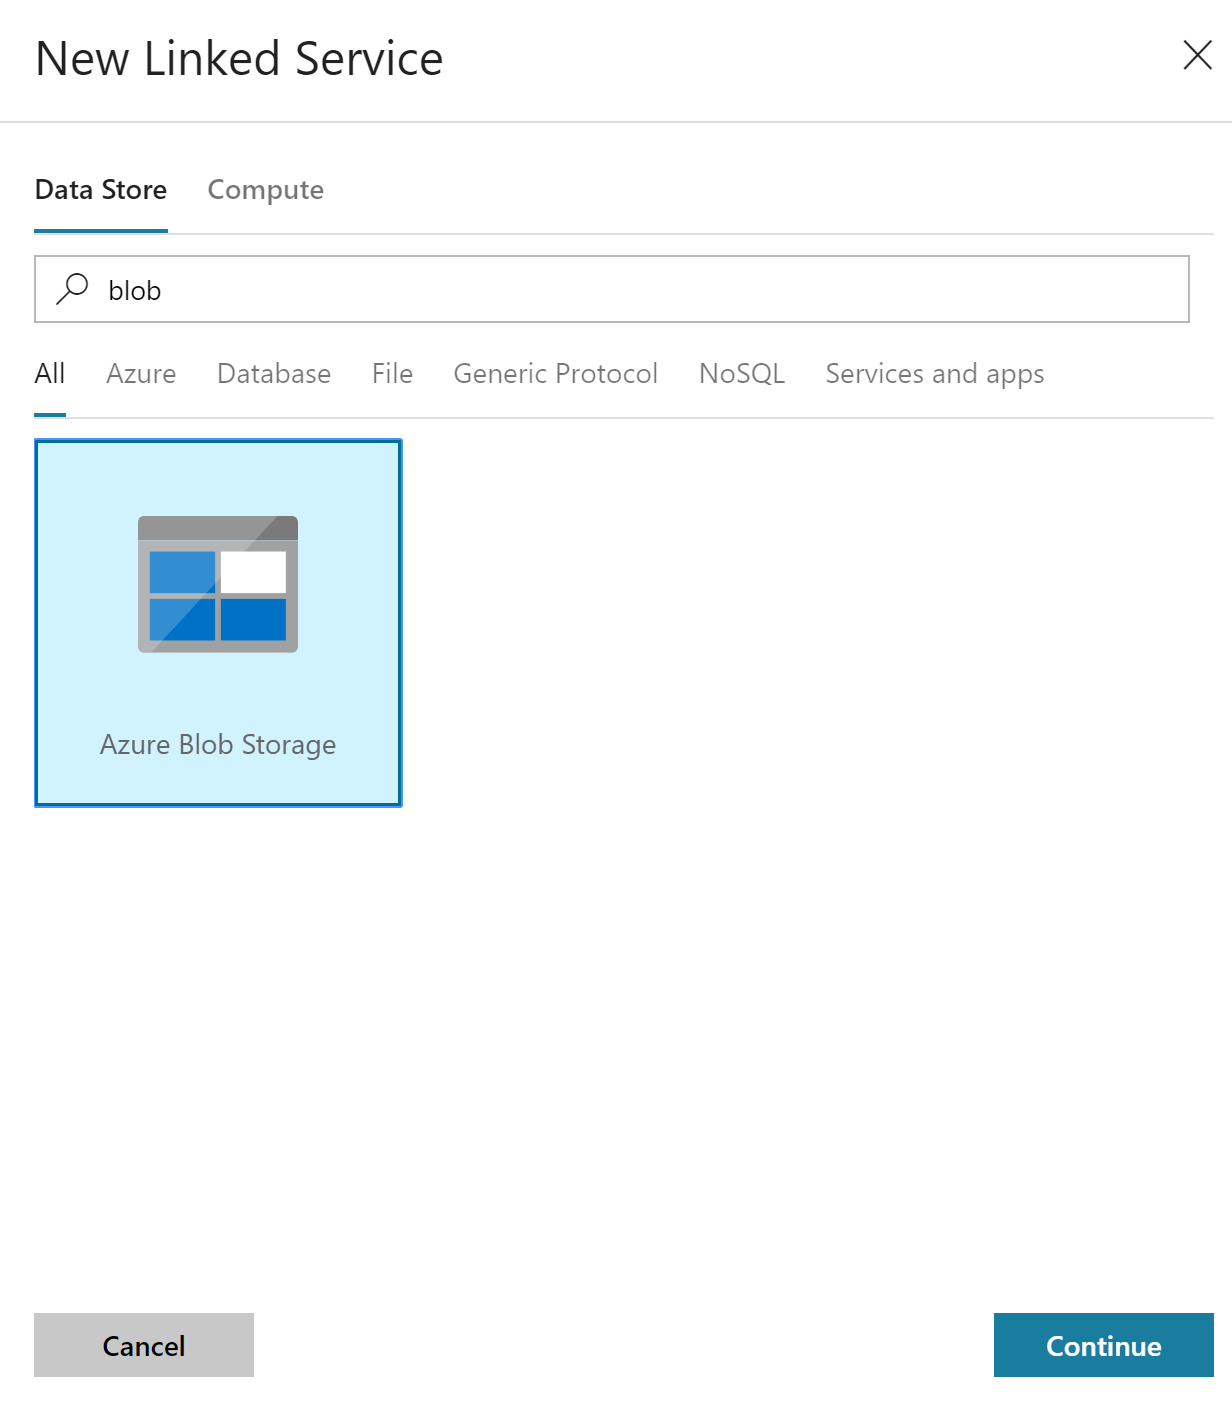 New Linked Service
Data Store Compute
blob
All Azure Database File Generic Protocol NoSQL Services and apps
Azure Blob Storage
Cancel Continue